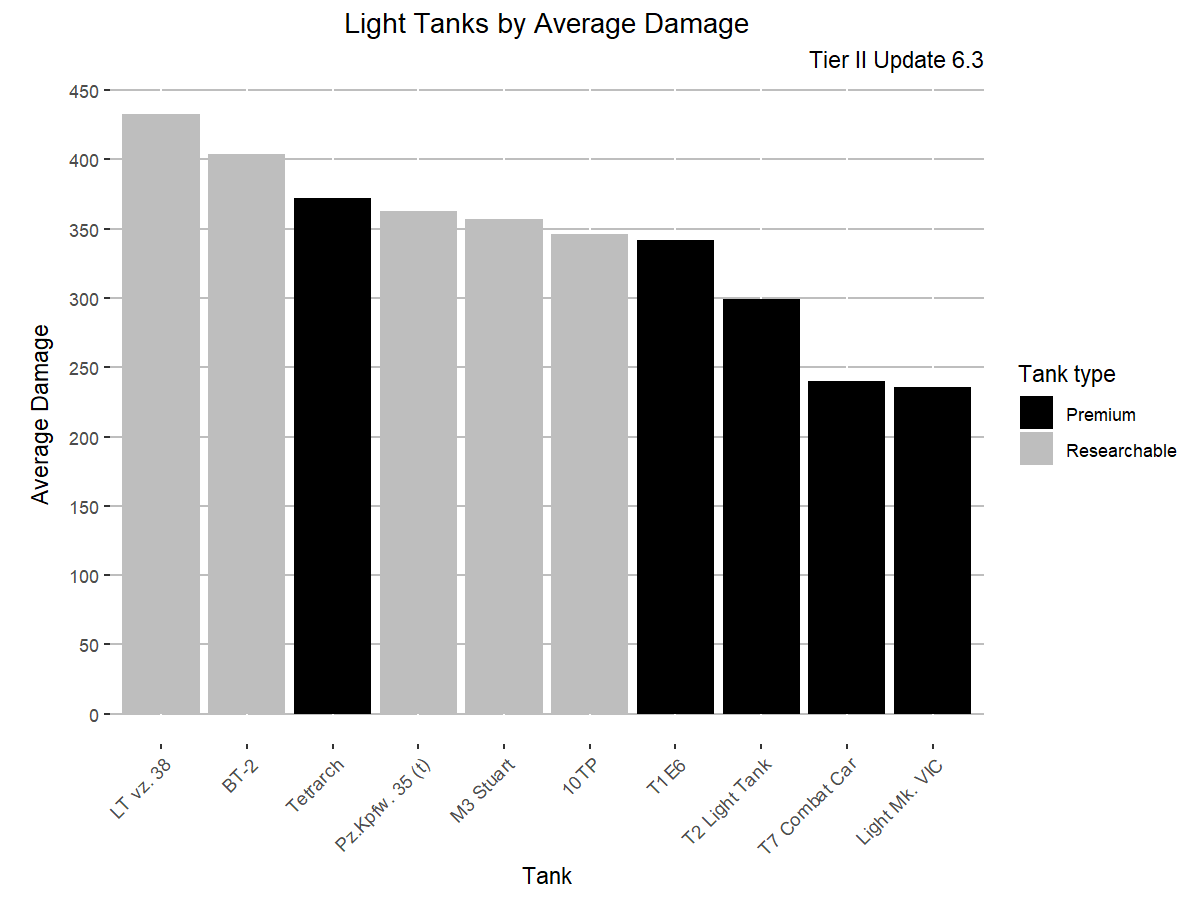 Light Tanks by Average Damage
Tier II Update 6.3
450
400
350
300
250
200
150
100
50
0
Average Damage
LT vz. 38
BT-2
Tetrarch
Pz.Kpfw. 35 (t)
M3 Stuart
10TP
T1E6
T2 Light Tank
T7 Combat Car
Light Mk. VIC
Tank
Tank type
Premium
Researchable